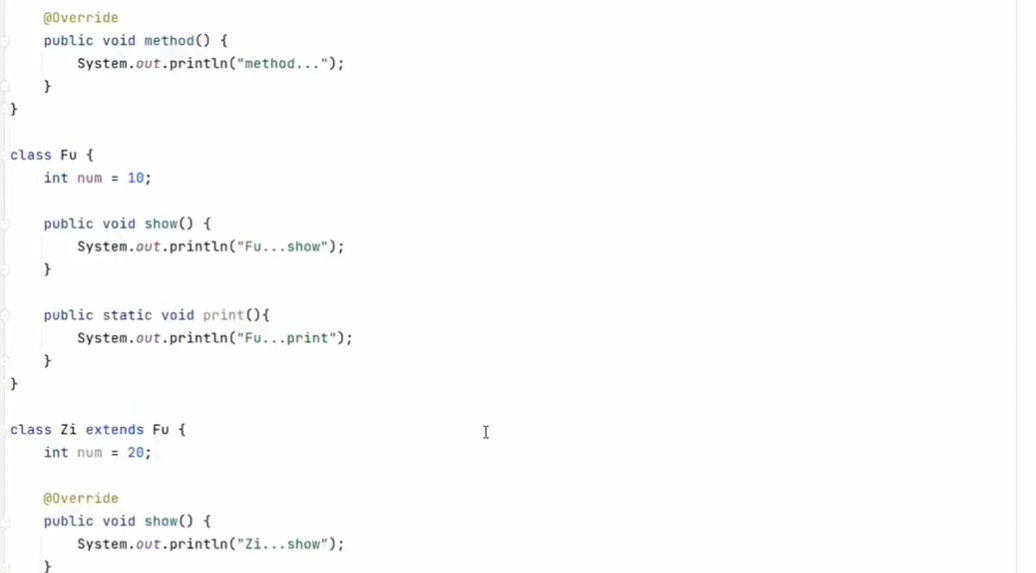 @Override
public void method() {
System.out.println("method...");
}
}
class Fu {
int num = 10;
public void show() {
System.out.println("Fu...show");
}
public static void print(){
System.out.println("Fu...print");
}
}
class Zi extends Fu {
int num = 20;
@Override
public void show() {
System.out.println("Zi...show");
}